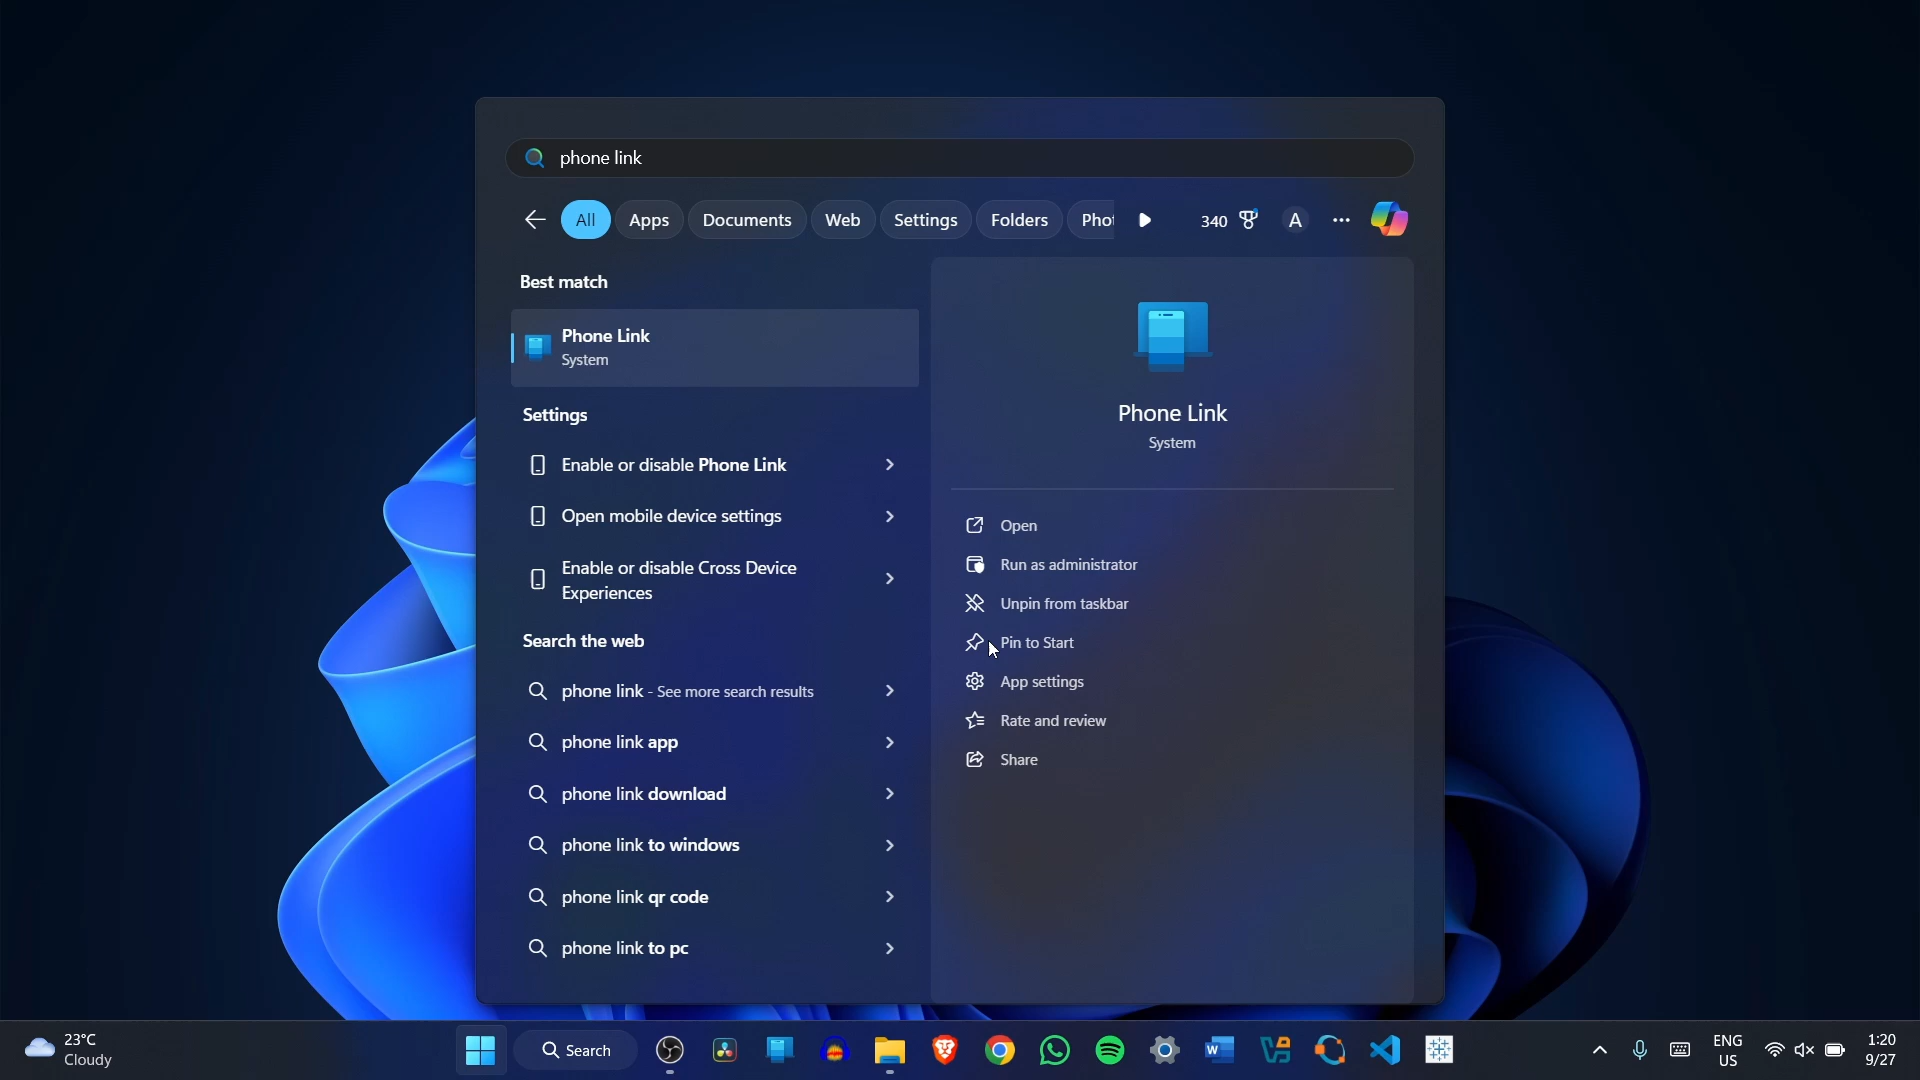 phone link
All
Apps
Documents
Web
Settings
Folders
Phot
340
A
Best match
Phone Link
System
Settings
Enable or disable Phone Link
Open mobile device settings
Enable or disable Cross Device
Experiences
Search the web
phone link - See more search results
phone link app
phone link download
phone link to windows
phone link qr code
phone link to pc
Phone Link
System
Open
Run as administrator
Unpin from taskbar
Pin to Start
App settings
Rate and review
Share
23°C
Cloudy
Search
W
ENG
US
1:20
9/27